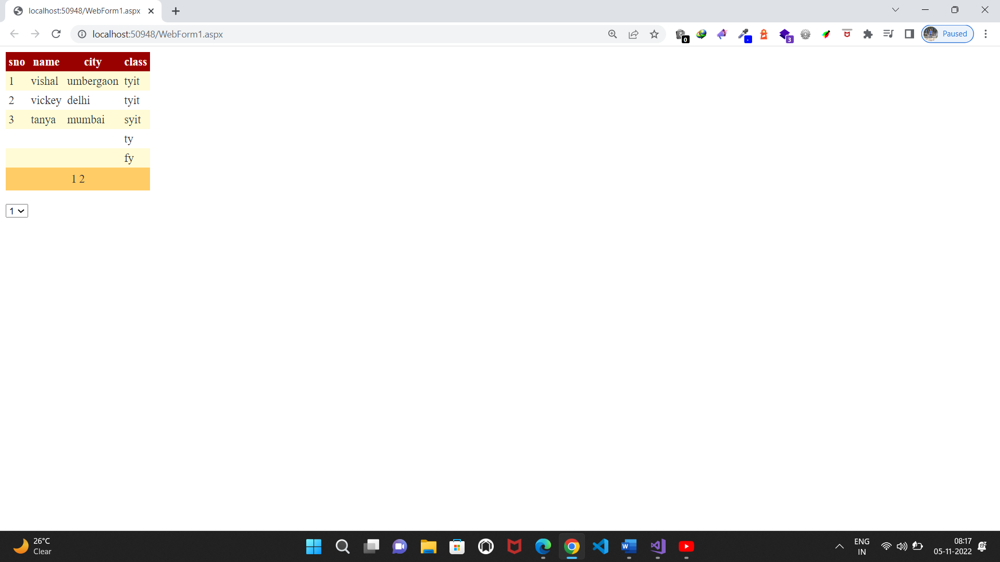 localhost:50948/WebForm1.aspx
localhost:50948/WebForm1.aspx
0
3
Paused
sno name city class
1 vishal umbergaon tyit
2 vickey delhi tyit
3 tanya mumbai syit
ty
fy
1 2
1
26°C
Clear
ENG
IN
08:17
05-11-2022